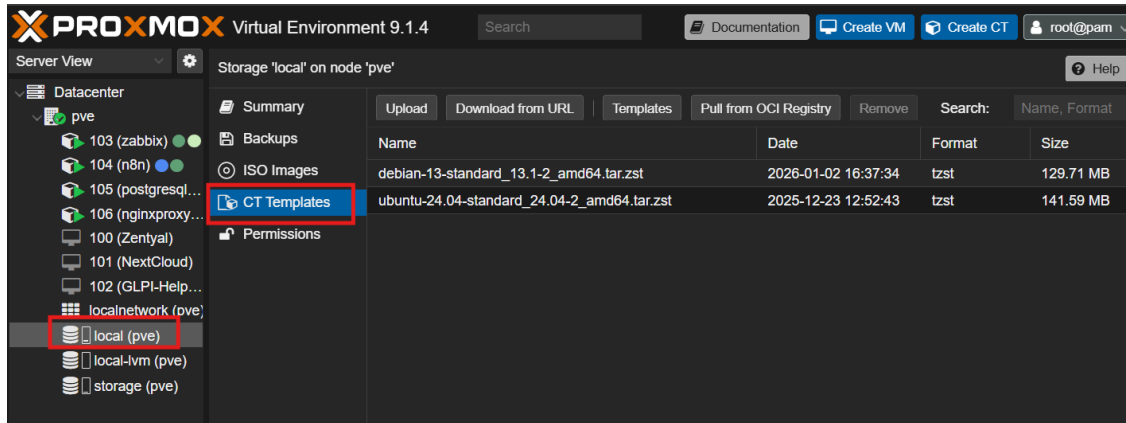 PROXMOX Virtual Environment 9.1.4 Search Documentation Create VM Create CT root@pam
Server View
Datacenter
pve
103 (zabbix)
104 (n8n)
105 (postgresql...
106 (nginxproxy...
100 (Zentyal)
101 (NextCloud)
102 (GLPI-Help...
localnetwork (pve)
local (pve)
local-lvm (pve)
storage (pve)
Storage 'local' on node 'pve' Help
Summary
Backups
ISO Images
CT Templates
Permissions
Upload Download from URL Templates Pull from OCI Registry Remove Search: Name, Format
Name Date Format Size
debian-13-standard_13.1-2_amd64.tar.zst 2026-01-02 16:37:34 tzst 129.71 MB
ubuntu-24.04-standard_24.04-2_amd64.tar.zst 2025-12-23 12:52:43 tzst 141.59 MB